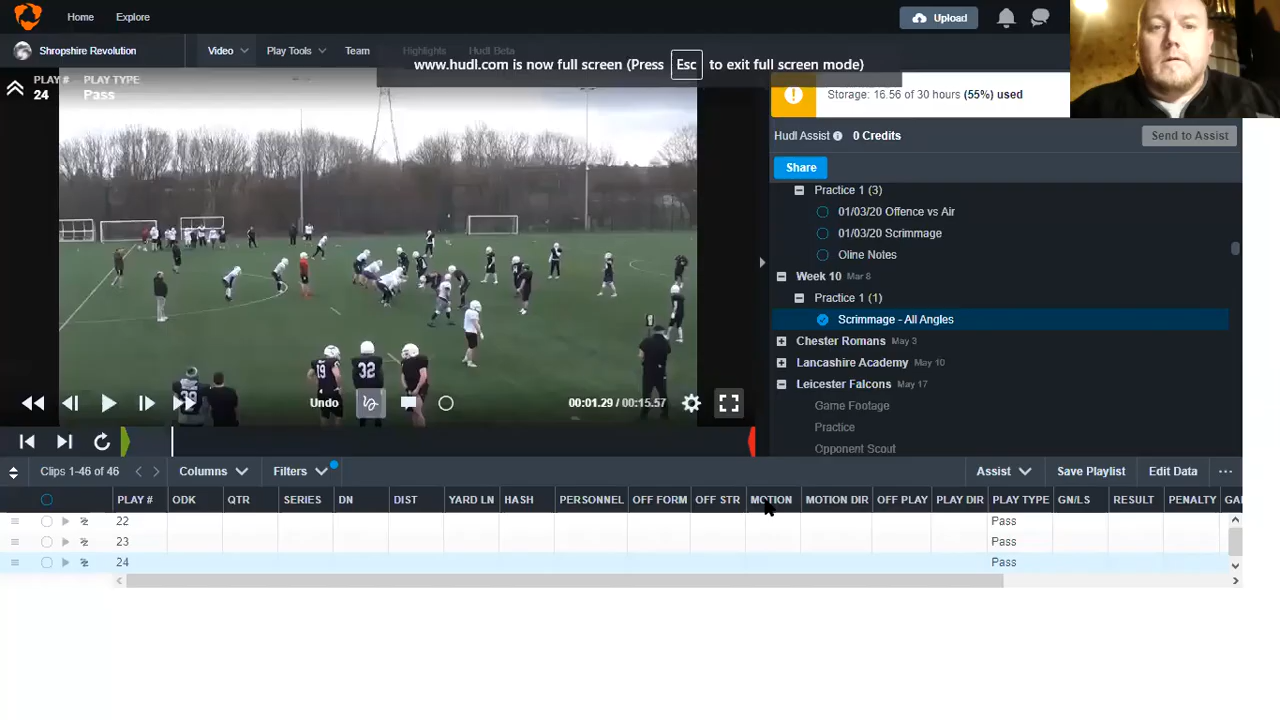 Home Explore Upload
Shropshire Revolution Video Play Tools Team Highlights Hudl Beta
www.hudl.com is now full screen (Press Esc to exit full screen mode)
PLAY # PLAY TYPE
24 Pass
Storage: 16.56 of 30 hours (55%) used
Hudl Assist 0 Credits Send to Assist
Share
Practice 1 (3)
01/03/20 Offence vs Air
01/03/20 Scrimmage
Oline Notes
Week 10 Mar 8
Practice 1 (1)
Scrimmage - All Angles
Chester Romans May 3
Lancashire Academy May 10
Leicester Falcons May 17
Game Footage
Practice
Opponent Scout
19 32
39
Undo 00:01.29 / 00:15.57
Clips 1-46 of 46 Columns Filters Assist Save Playlist Edit Data ...
PLAY # ODK QTR SERIES DN DIST YARD LN HASH PERSONNEL OFF FORM OFF STR MOTION MOTION DIR OFF PLAY PLAY DIR PLAY TYPE GN/LS RESULT PENALTY GAI
22 Pass
23 Pass
24 Pass